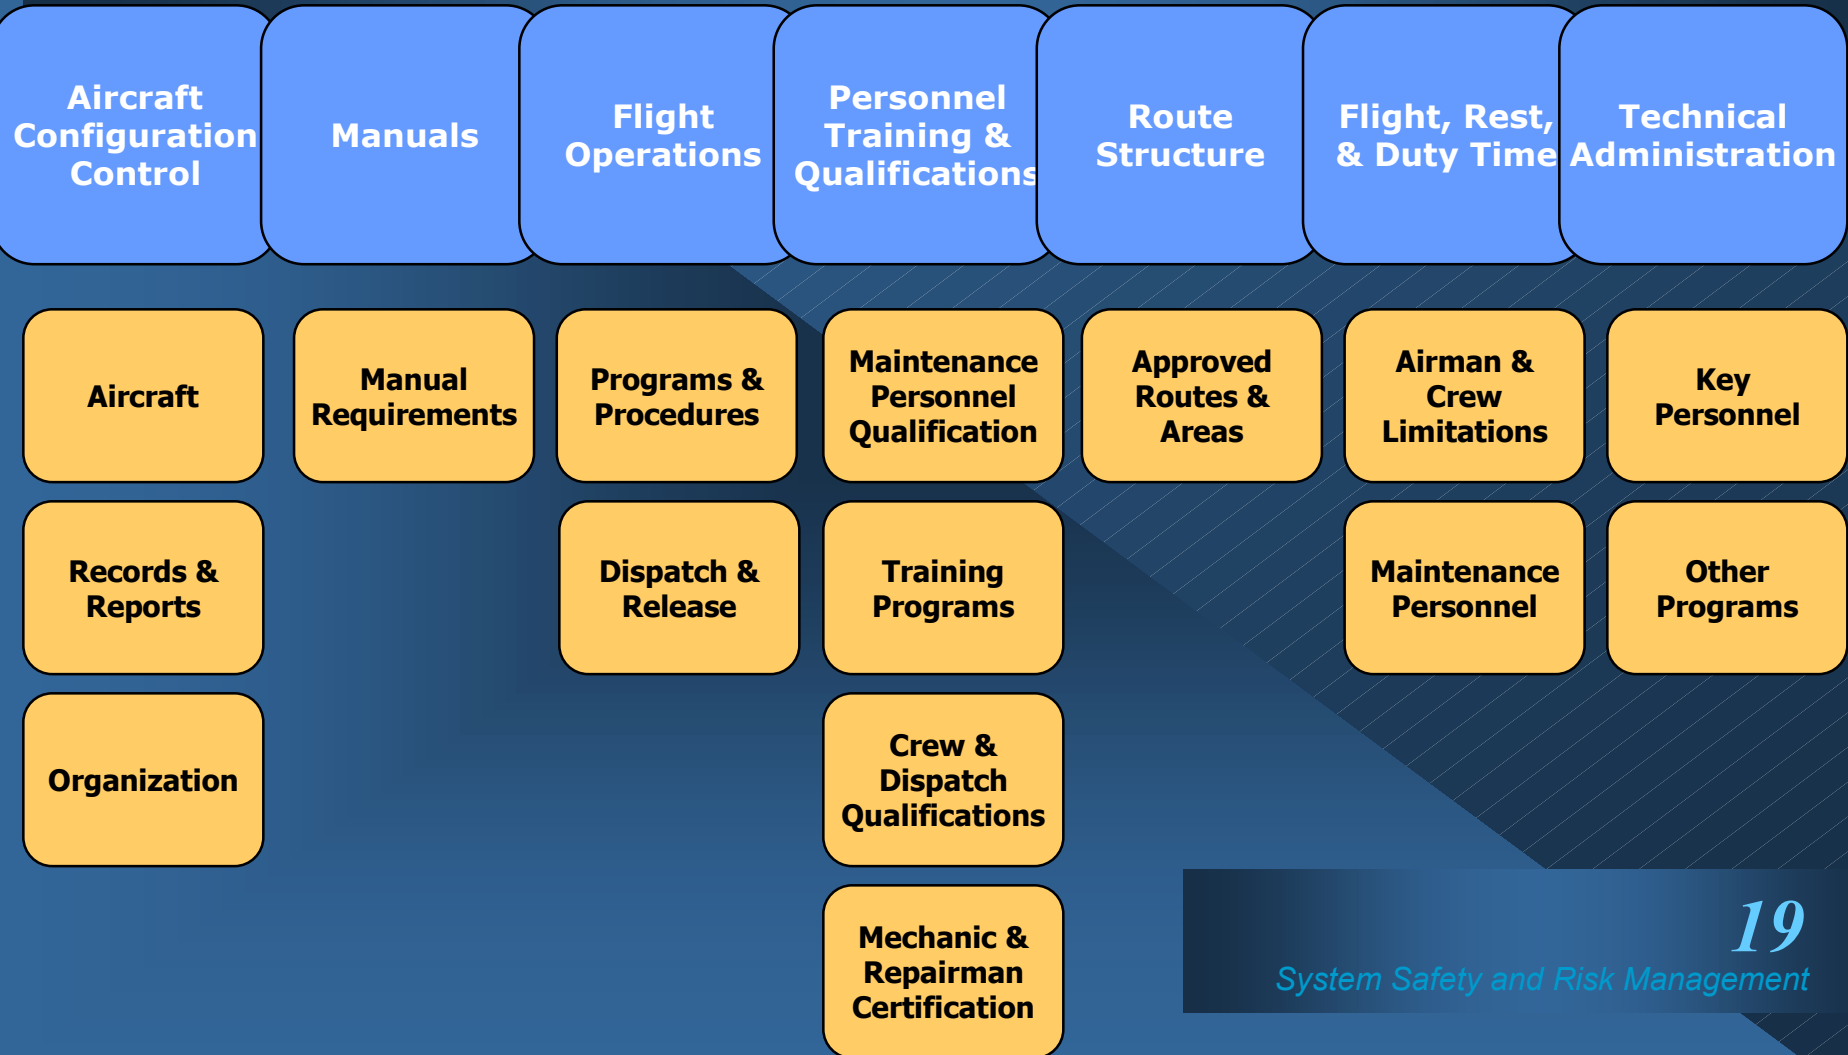 Aircraft
Configuration
Control
Manuals
Flight
Operations
Personnel
Training &
Qualifications
Route
Structure
Flight, Rest,
& Duty Time
Technical
Administration
Aircraft
Manual
Requirements
Programs &
Procedures
Maintenance
Personnel
Qualification
Approved
Routes &
Areas
Airman &
Crew
Limitations
Key
Personnel
Records &
Reports
Dispatch &
Release
Training
Programs
Maintenance
Personnel
Other
Programs
Organization
Crew &
Dispatch
Qualifications
Mechanic &
Repairman
Certification
19
System Safety and Risk Management